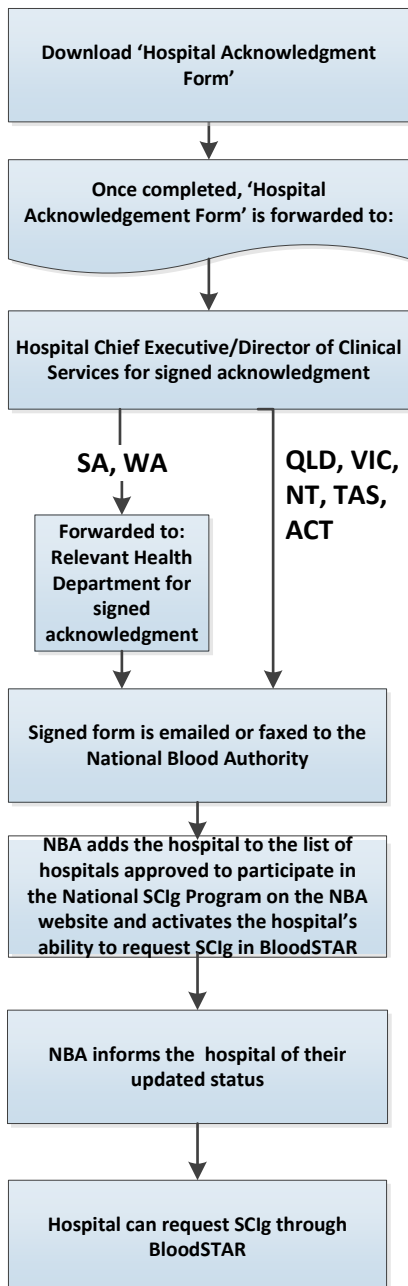 Download ‘Hospital Acknowledgment
Form’
Once completed, ‘Hospital
Acknowledgement Form’ is forwarded to:
Hospital Chief Executive/Director of Clinical
Services for signed acknowledgment
SA, WA
QLD, VIC,
NT, TAS,
ACT
Forwarded to:
Relevant Health
Department for
signed
acknowledgment
Signed form is emailed or faxed to the
National Blood Authority
NBA adds the hospital to the list of
hospitals approved to participate in
the National SCIg Program on the NBA
website and activates the hospital’s
ability to request SCIg in BloodSTAR
NBA informs the hospital of their
updated status
Hospital can request SCIg through
BloodSTAR